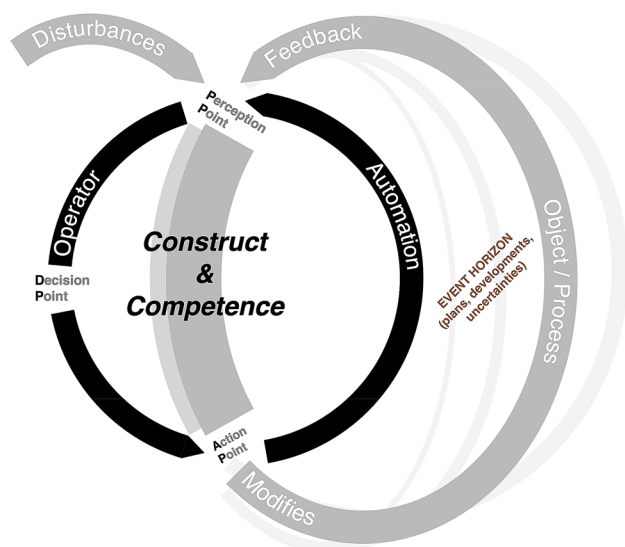 Disturbances
Feedback
Perception
Point
Operator
Automation
Construct
&
Competence
Object / Process
EVENT HORIZON
(plans, developments,
uncertainties)
Decision
Point
Action
Point
Modifies